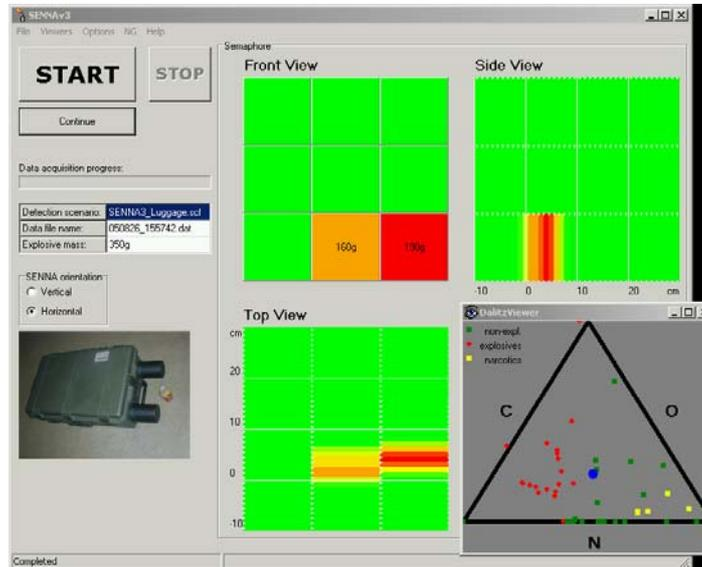 SENNAv3
File Viewers Options NG Help
START
STOP
Continue
Data acquisition progress:
Detection scenario: SENNA3_Luggage.scf
Data file name: 050826_155742.dat
Explosive mass: 350g
SENNA orientation
Vertical
Horizontal
Semaphore
Front View
160g
190g
Side View
-10 0 10 20 cm
Top View
cm
20
10
0
-10
DalitzViewer
non-expl.
explosives
narcotics
C
O
N
Completed